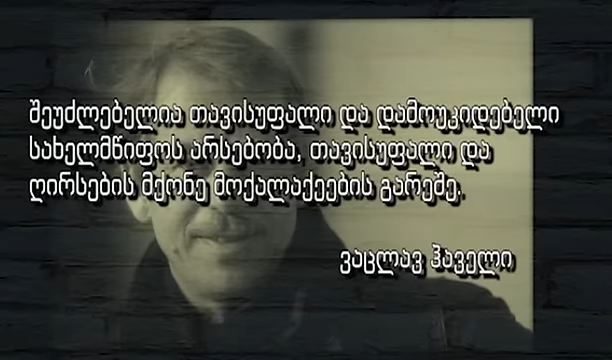 შეუძლებელია თავისუფალი და დამოუკიდებელი
სახელმწიფოს არსებობა, თავისუფალი და
ღირსების მქონე მოქალაქეების გარეშე.
ვაცლავ ჰაველი